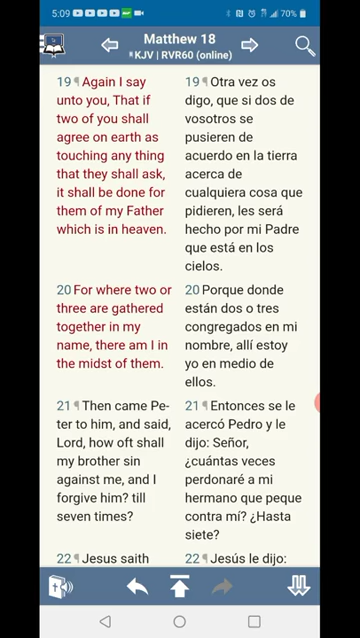 5:09
70%
Matthew 18
*KJV | RVR60 (online)
19 ¶ Again I say
unto you, That if
two of you shall
agree on earth as
touching any thing
that they shall ask,
it shall be done for
them of my Father
which is in heaven.
20 For where two or
three are gathered
together in my
name, there am I in
the midst of them.
21 ¶ Then came Pe-
ter to him, and said,
Lord, how oft shall
my brother sin
against me, and I
forgive him? till
seven times?
22 ¶ Jesus saith
19 ¶ Otra vez os
digo, que si dos de
vosotros se
pusieren de
acuerdo en la tierra
acerca de
cualquiera cosa que
pidieren, les será
hecho por mi Padre
que está en los
cielos.
20 Porque donde
están dos o tres
congregados en mi
nombre, allí estoy
yo en medio de
ellos.
21 ¶ Entonces se le
acercó Pedro y le
dijo: Señor,
¿cuántas veces
perdonaré a mi
hermano que peque
contra mí? ¿Hasta
siete?
22 ¶ Jesús le dijo: